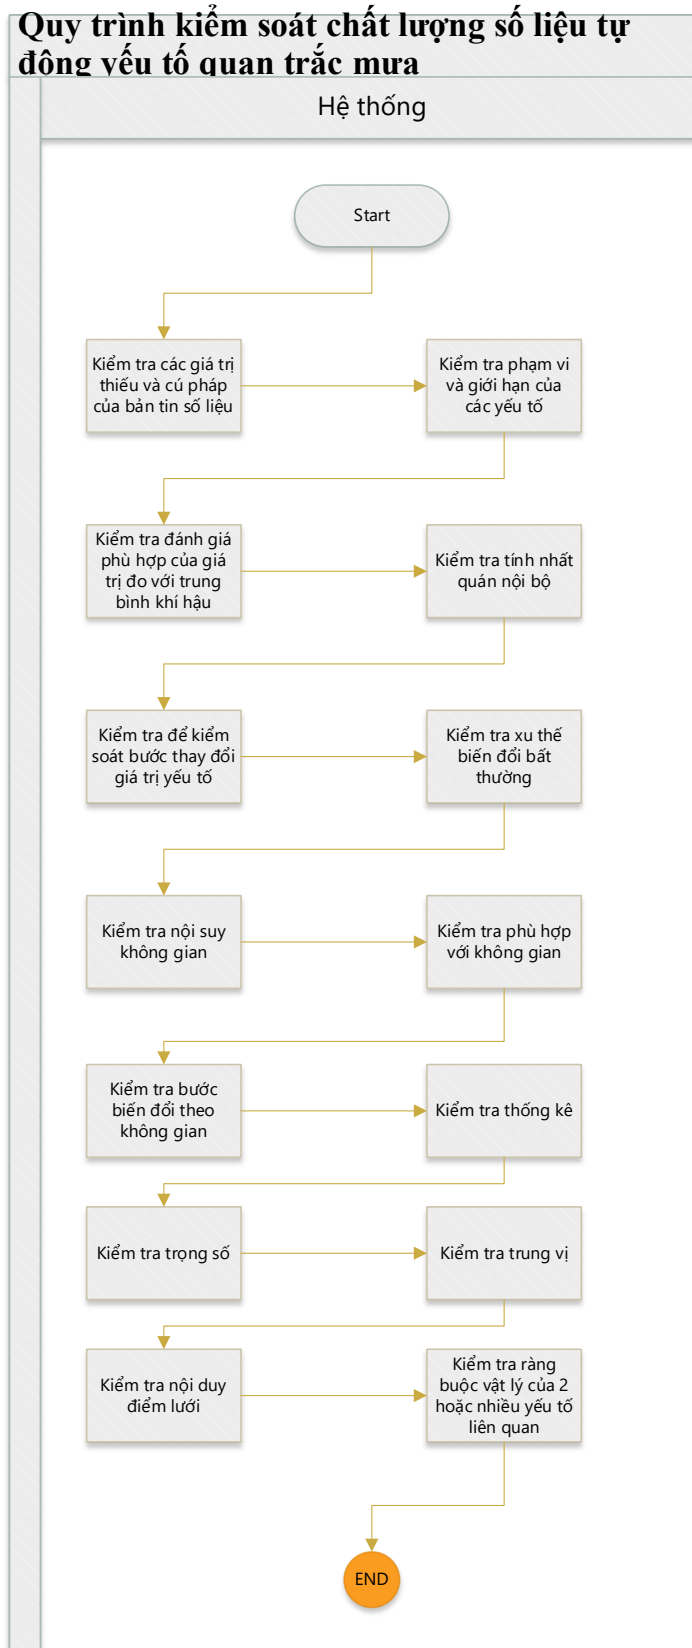 Quy trình kiểm soát chất lượng số liệu tự
động yếu tố quan trắc mưa
Hệ thống
Start
Kiểm tra các giá trị
thiếu và cú pháp
của bản tin số liệu
Kiểm tra phạm vi
và giới hạn của
các yếu tố
Kiểm tra đánh giá
phù hợp của giá
trị đo với trung
bình khí hậu
Kiểm tra tính nhất
quán nội bộ
Kiểm tra để kiểm
soát bước thay đổi
giá trị yếu tố
Kiểm tra xu thế
biến đổi bất
thường
Kiểm tra nội suy
không gian
Kiểm tra phù hợp
với không gian
Kiểm tra bước
biến đổi theo
không gian
Kiểm tra thống kê
Kiểm tra trọng số
Kiểm tra trung vị
Kiểm tra nội duy
điểm lưới
Kiểm tra ràng
buộc vật lý của 2
hoặc nhiều yếu tố
liên quan
END